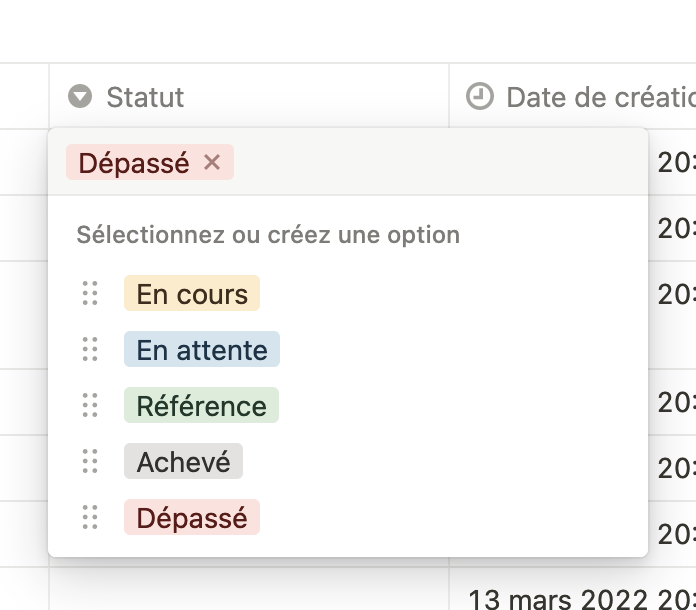 Statut
Date de créatio
Dépassé
20:
Sélectionnez ou créez une option
20:
En cours
20:
En attente
Référence
20:
Achevé
20:
Dépassé
20:
13 mars 2022 20: